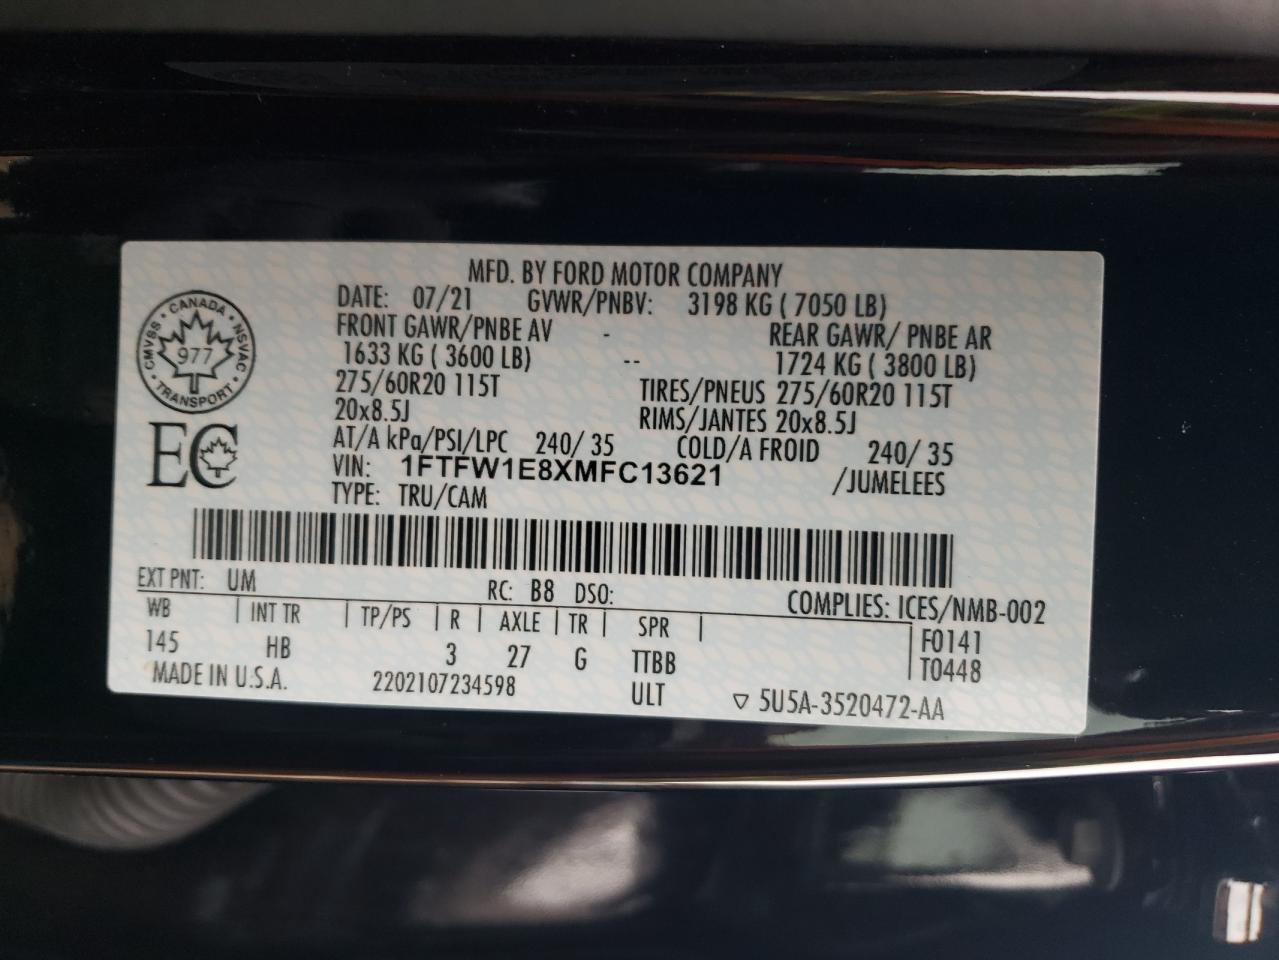 MFD. BY FORD MOTOR COMPANY
DATE: 07/21 GVWR/PNBV: 3198 KG ( 7050 LB)
FRONT GAWR/PNBE AV - REAR GAWR/ PNBE AR
1633 KG ( 3600 LB) -- 1724 KG ( 3800 LB)
275/60R20 115T TIRES/PNEUS 275/60R20 115T
20x8.5J RIMS/JANTES 20x8.5J
AT/A kPa/PSI/LPC 240/ 35 COLD/A FROID 240/ 35
VIN: 1FTFW1E8XMFC13621 /JUMELEES
TYPE: TRU/CAM
CANADA
CMVSS • NSVAC
977
TRANSPORT
EC
EXT PNT: UM RC: B8 DSO: COMPLIES: ICES/NMB-002
WB | INT TR | TP/PS | R | AXLE | TR | SPR | F0141
145 HB 3 27 G TTBB T0448
MADE IN U.S.A. 2202107234598 ULT ▽ 5U5A-3520472-AA